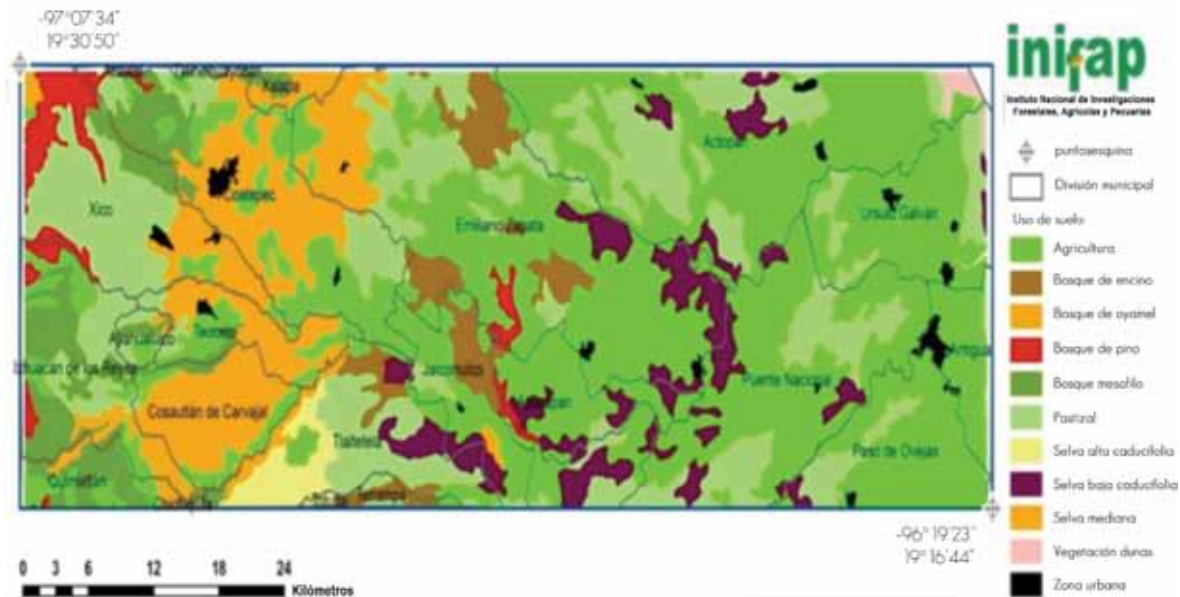 -97°07'34"
19°30'50"
inifap
Instituto Nacional de Investigaciones
Forestales, Agrícolas y Pecuarias
puntosesquina
División municipal
Uso de suelo
Agricultura
Bosque de encino
Bosque de oyamel
Bosque de pino
Bosque mesofilo
Pastizal
Selva alta caducifolia
Selva baja caducifolia
Selva mediana
Vegetación dunas
Zona urbana
Xalapa
Actopan
Coatepec
Xico
Ursulo Galván
Emiliano Zapata
Teocelo
Ayahualulco
Antigua
Ixhuacan de los Reyes
Jalcomulco
Puente Nacional
Cosautlán de Carvajal
Tlaltetela
Paso de Ovejas
-96°19'23"
19°16'44"
0 3 6 12 18 24
Kilómetros